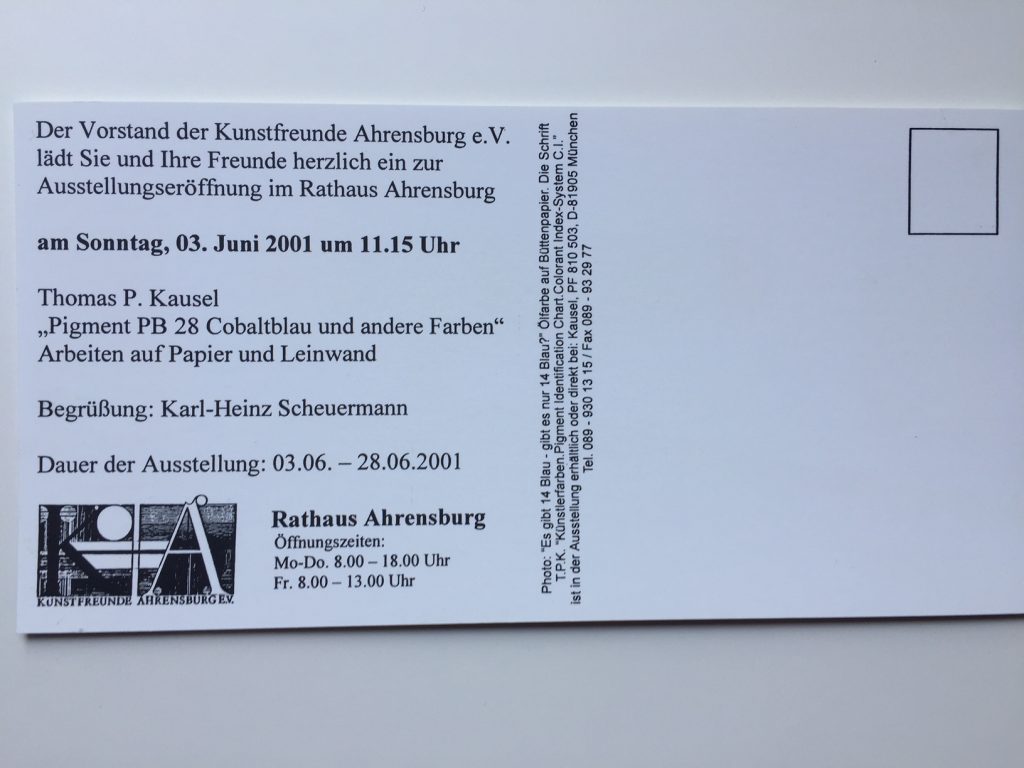 Der Vorstand der Kunstfreunde Ahrensburg e.V.
lädt Sie und Ihre Freunde herzlich ein zur
Ausstellungseröffnung im Rathaus Ahrensburg
am Sonntag, 03. Juni 2001 um 11.15 Uhr
Thomas P. Kausel
„Pigment PB 28 Cobaltblau und andere Farben“
Arbeiten auf Papier und Leinwand
Begrüßung: Karl-Heinz Scheuermann
Dauer der Ausstellung: 03.06. – 28.06.2001
K A
KUNSTFREUNDE AHRENSBURG E.V.
Rathaus Ahrensburg
Öffnungszeiten:
Mo-Do. 8.00 – 18.00 Uhr
Fr. 8.00 – 13.00 Uhr
Photo: "Es gibt 14 Blau - gibt es nur 14 Blau?" Ölfarbe auf Büttenpapier. Die Schrift
T.P.K. "Künstlerfarben.Pigment Identification Chart.Colorant Index-System C.I."
ist in der Ausstellung erhältlich oder direkt bei: Kausel, PF 810 503, D-81905 München
Tel. 089 - 930 13 15 / Fax 089 - 93 29 77